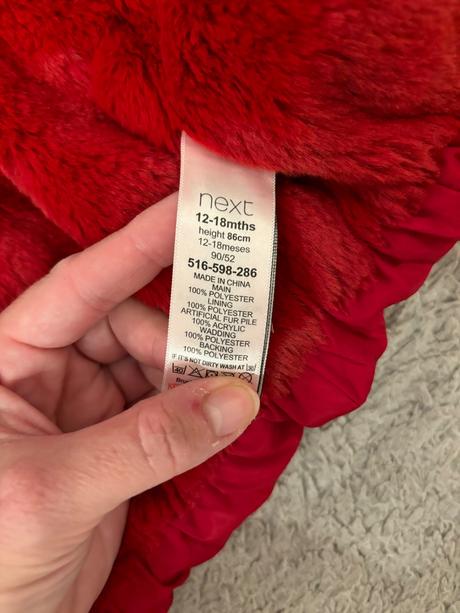 next
12-18mths
height 86cm
12-18meses
90/52
516-598-286
MADE IN CHINA
MAIN
100% POLYESTER
LINING
100% POLYESTER
ARTIFICIAL FUR PILE
100% ACRYLIC
WADDING
100% POLYESTER
BACKING
100% POLYESTER
IF IT'S NOT DIRTY WASH AT 30
40